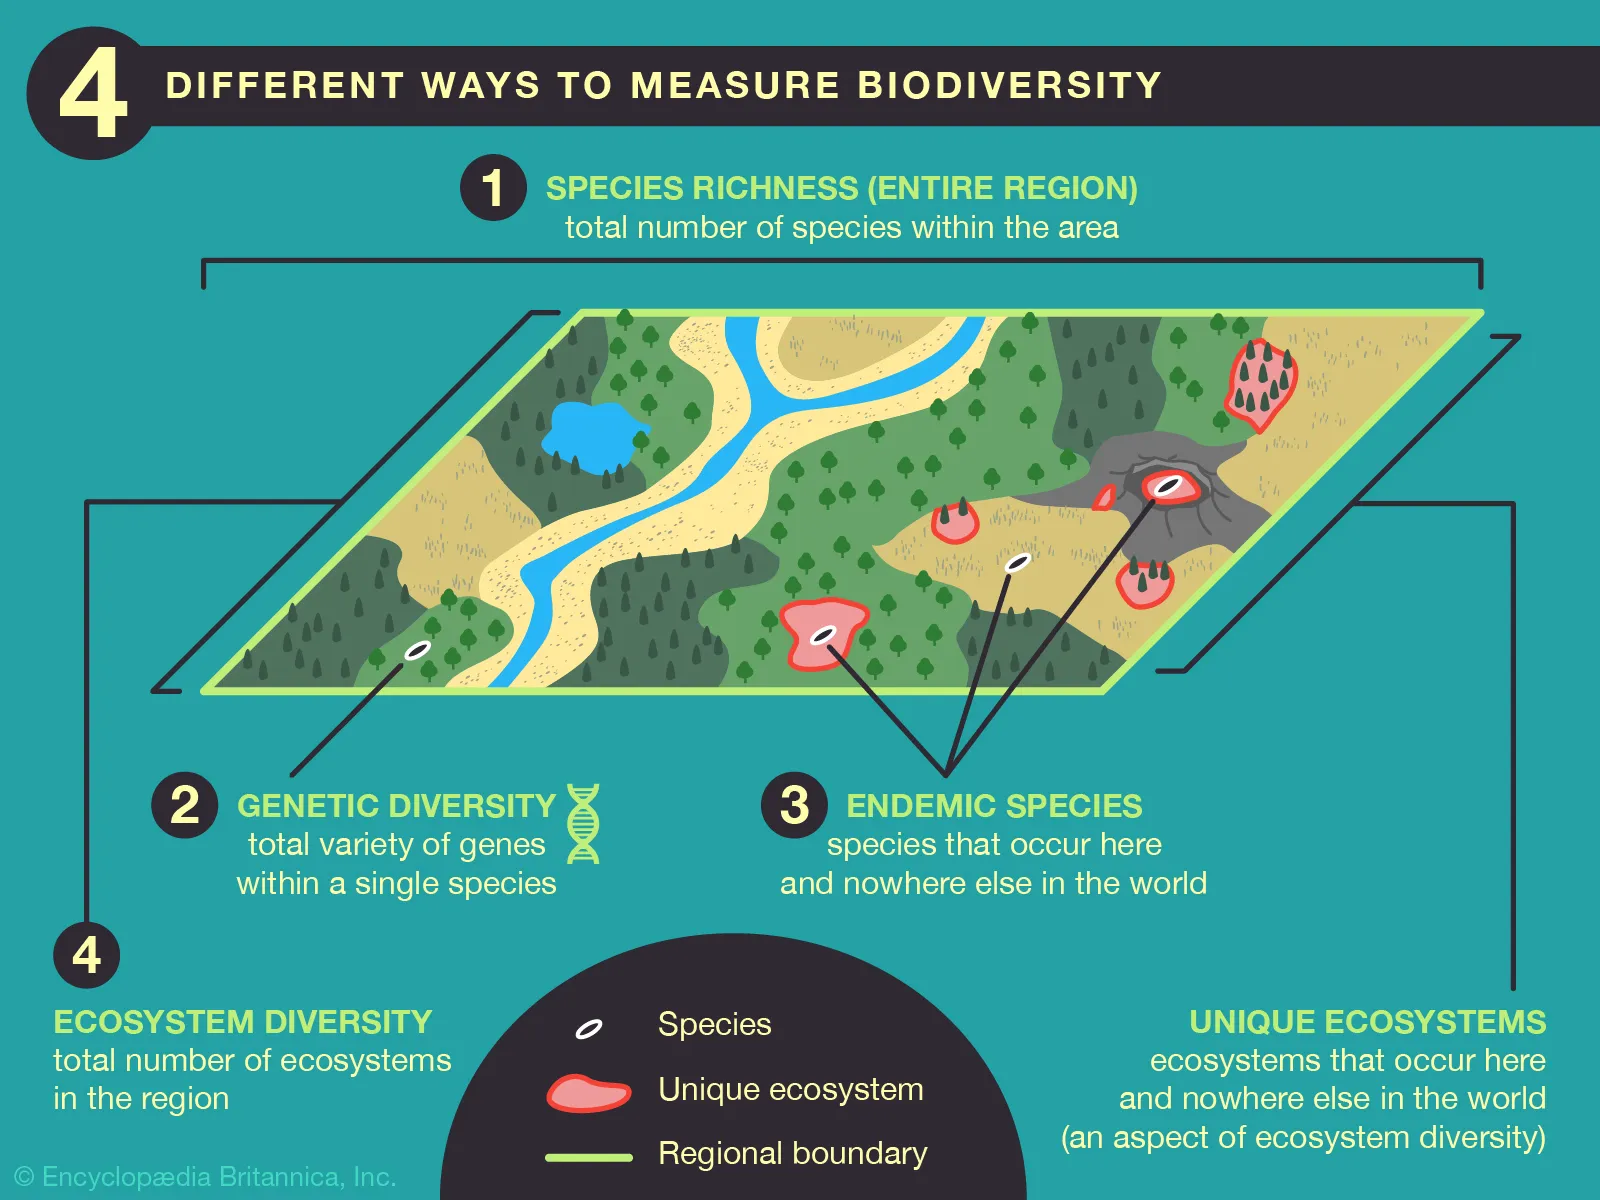 4
DIFFERENT WAYS TO MEASURE BIODIVERSITY
1
SPECIES RICHNESS (ENTIRE REGION)
total number of species within the area
2
GENETIC DIVERSITY
total variety of genes
within a single species
3
ENDEMIC SPECIES
species that occur here
and nowhere else in the world
4
ECOSYSTEM DIVERSITY
total number of ecosystems
in the region
UNIQUE ECOSYSTEMS
ecosystems that occur here
and nowhere else in the world
(an aspect of ecosystem diversity)
Species
Unique ecosystem
Regional boundary
© Encyclopædia Britannica, Inc.